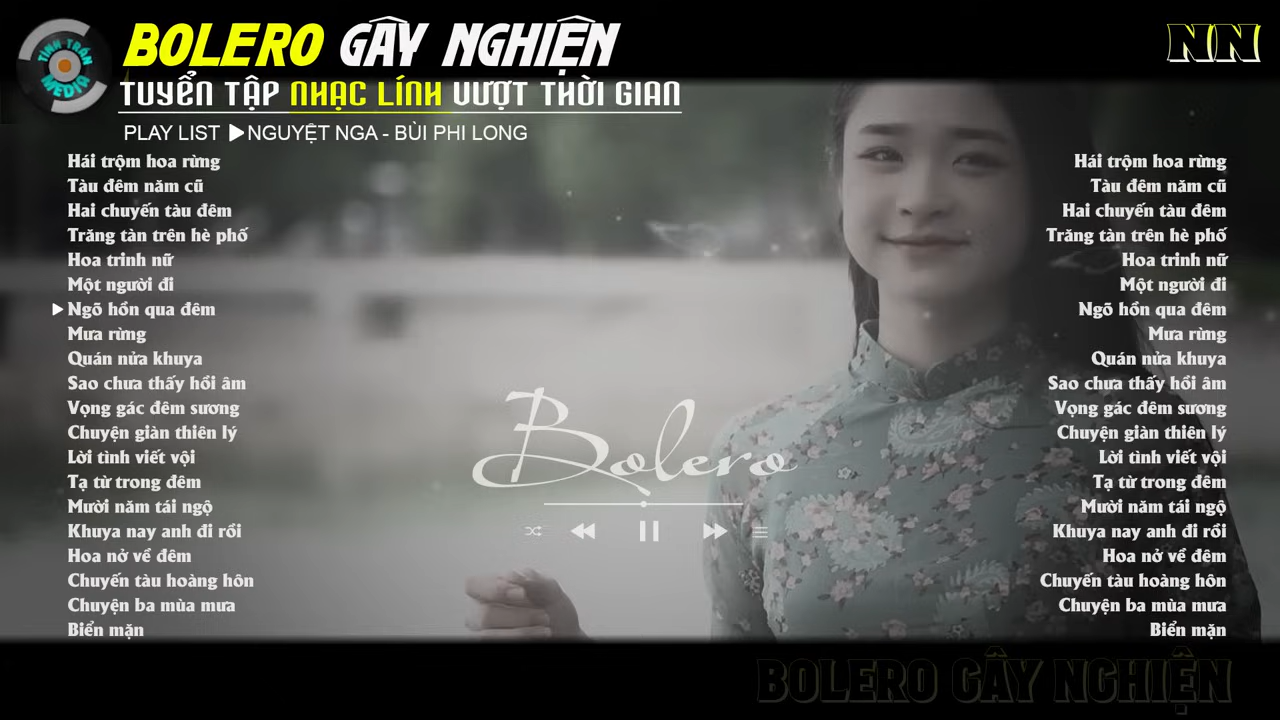 TÌNH TRẦN
MEDIA
BOLERO GÂY NGHIỆN
NN
TUYỂN TẬP NHẠC LÍNH VƯỢT THỜI GIAN
PLAY LIST ▶NGUYỆT NGA - BÙI PHI LONG
Hái trộm hoa rừng
Tàu đêm năm cũ
Hai chuyến tàu đêm
Trăng tàn trên hè phố
Hoa trinh nữ
Một người đi
Ngõ hồn qua đêm
Mưa rừng
Quán nửa khuya
Sao chưa thấy hồi âm
Vọng gác đêm sương
Chuyện giàn thiên lý
Lời tình viết vội
Tạ từ trong đêm
Mười năm tái ngộ
Khuya nay anh đi rồi
Hoa nở về đêm
Chuyến tàu hoàng hôn
Chuyện ba mùa mưa
Biển mặn
Bolero
Hái trộm hoa rừng
Tàu đêm năm cũ
Hai chuyến tàu đêm
Trăng tàn trên hè phố
Hoa trinh nữ
Một người đi
Ngõ hồn qua đêm
Mưa rừng
Quán nửa khuya
Sao chưa thấy hồi âm
Vọng gác đêm sương
Chuyện giàn thiên lý
Lời tình viết vội
Tạ từ trong đêm
Mười năm tái ngộ
Khuya nay anh đi rồi
Hoa nở về đêm
Chuyến tàu hoàng hôn
Chuyện ba mùa mưa
Biển mặn
BOLERO GÂY NGHIỆN